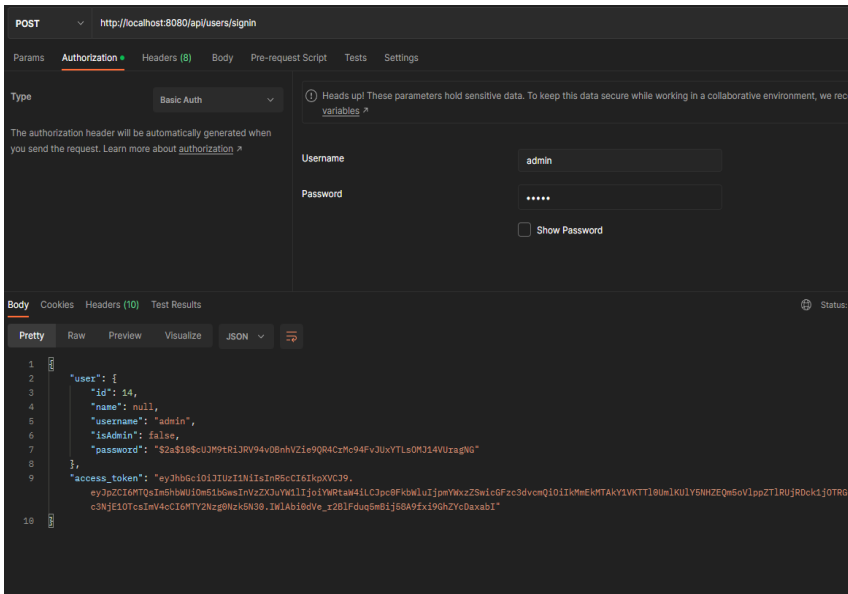 POST http://localhost:8080/api/users/signin
Params Authorization Headers (8) Body Pre-request Script Tests Settings
Type Basic Auth
Heads up! These parameters hold sensitive data. To keep this data secure while working in a collaborative environment, we rec
variables ↗
The authorization header will be automatically generated when
you send the request. Learn more about authorization ↗
Username admin
Password •••••
Show Password
Body Cookies Headers (10) Test Results Status:
Pretty Raw Preview Visualize JSON
1 {
2 "user": {
3 "id": 14,
4 "name": null,
5 "username": "admin",
6 "isAdmin": false,
7 "password":
8 },
9 "access_token": "eyJhbGciOiJIUzI1NiIsInR5cCI6IkpXVCJ9.
10 }